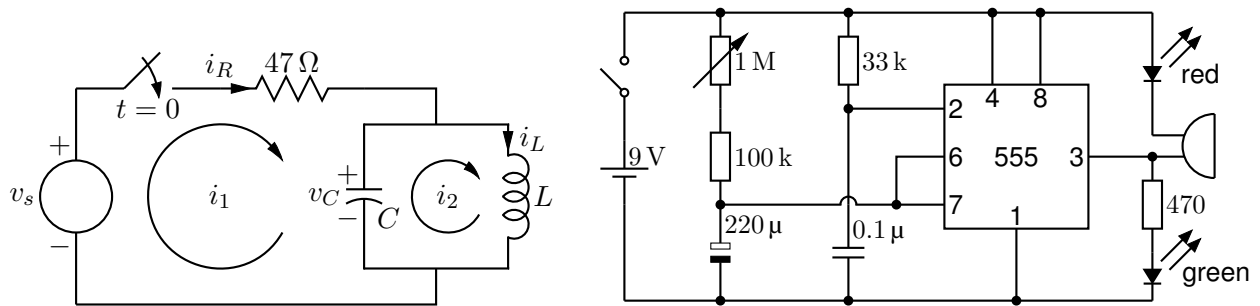 i_R 47 Ω
t = 0
+
v_s
−
i_1
+
v_C
−
C
i_2
i_L
L
9 V
1 M
100 k
220 µ
33 k
0.1 µ
4 8
2
6 555 3
7
1
red
470
green